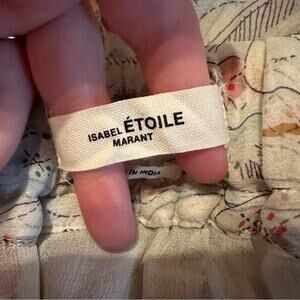 ISABEL ÉTOILE
MARANT
IN INDIA